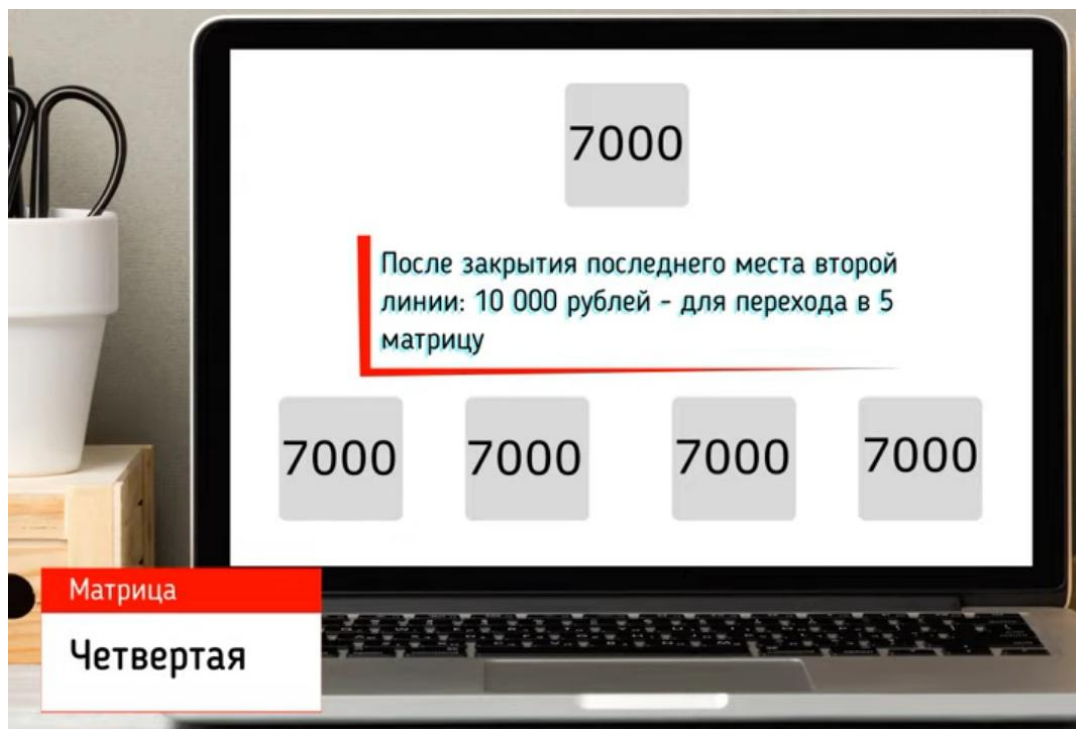 7000
После закрытия последнего места второй
линии: 10 000 рублей - для перехода в 5
матрицу
7000 7000 7000 7000
Матрица
Четвертая